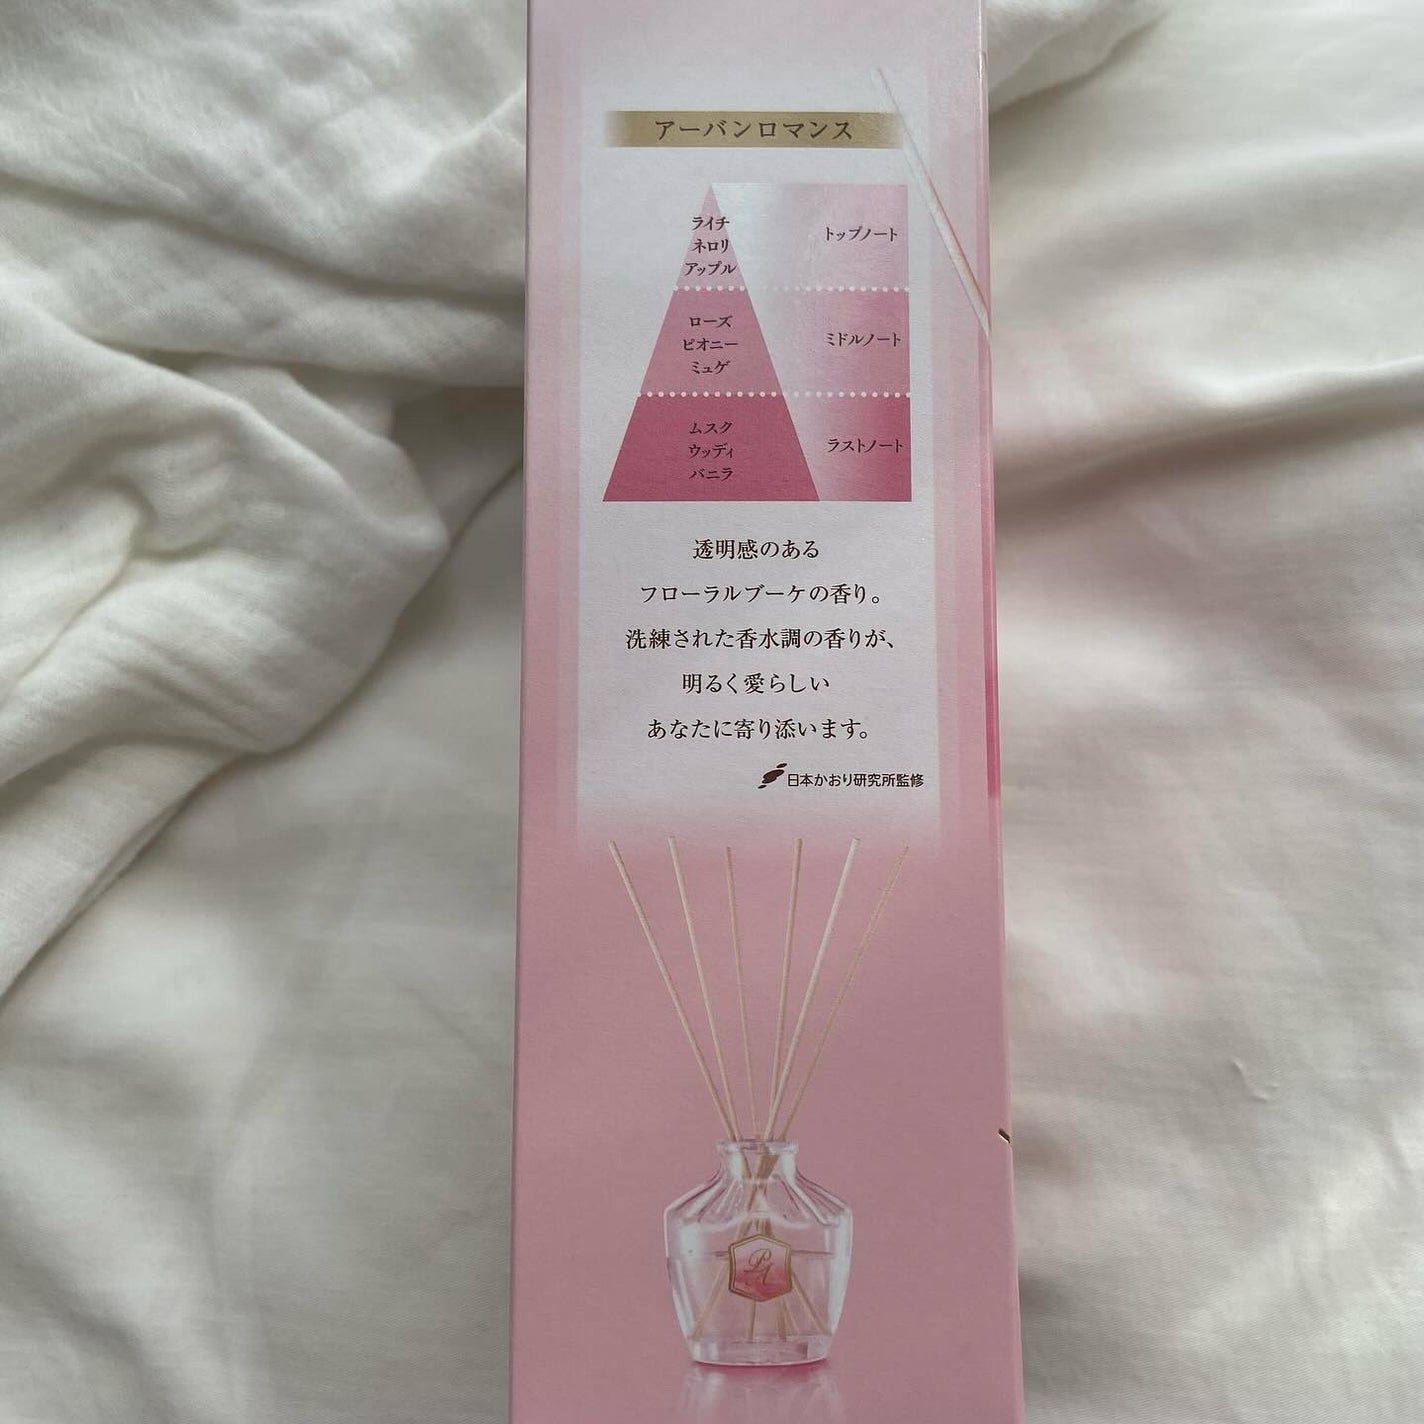 アーバンロマンス
ライチ
ネロリ
アップル
トップノート
ローズ
ピオニー
ミュゲ
ミドルノート
ムスク
ウッディ
バニラ
ラストノート
透明感のある
フローラルブーケの香り。
洗練された香水調の香りが、
明るく愛らしい
あなたに寄り添います。
日本かおり研究所監修
PA